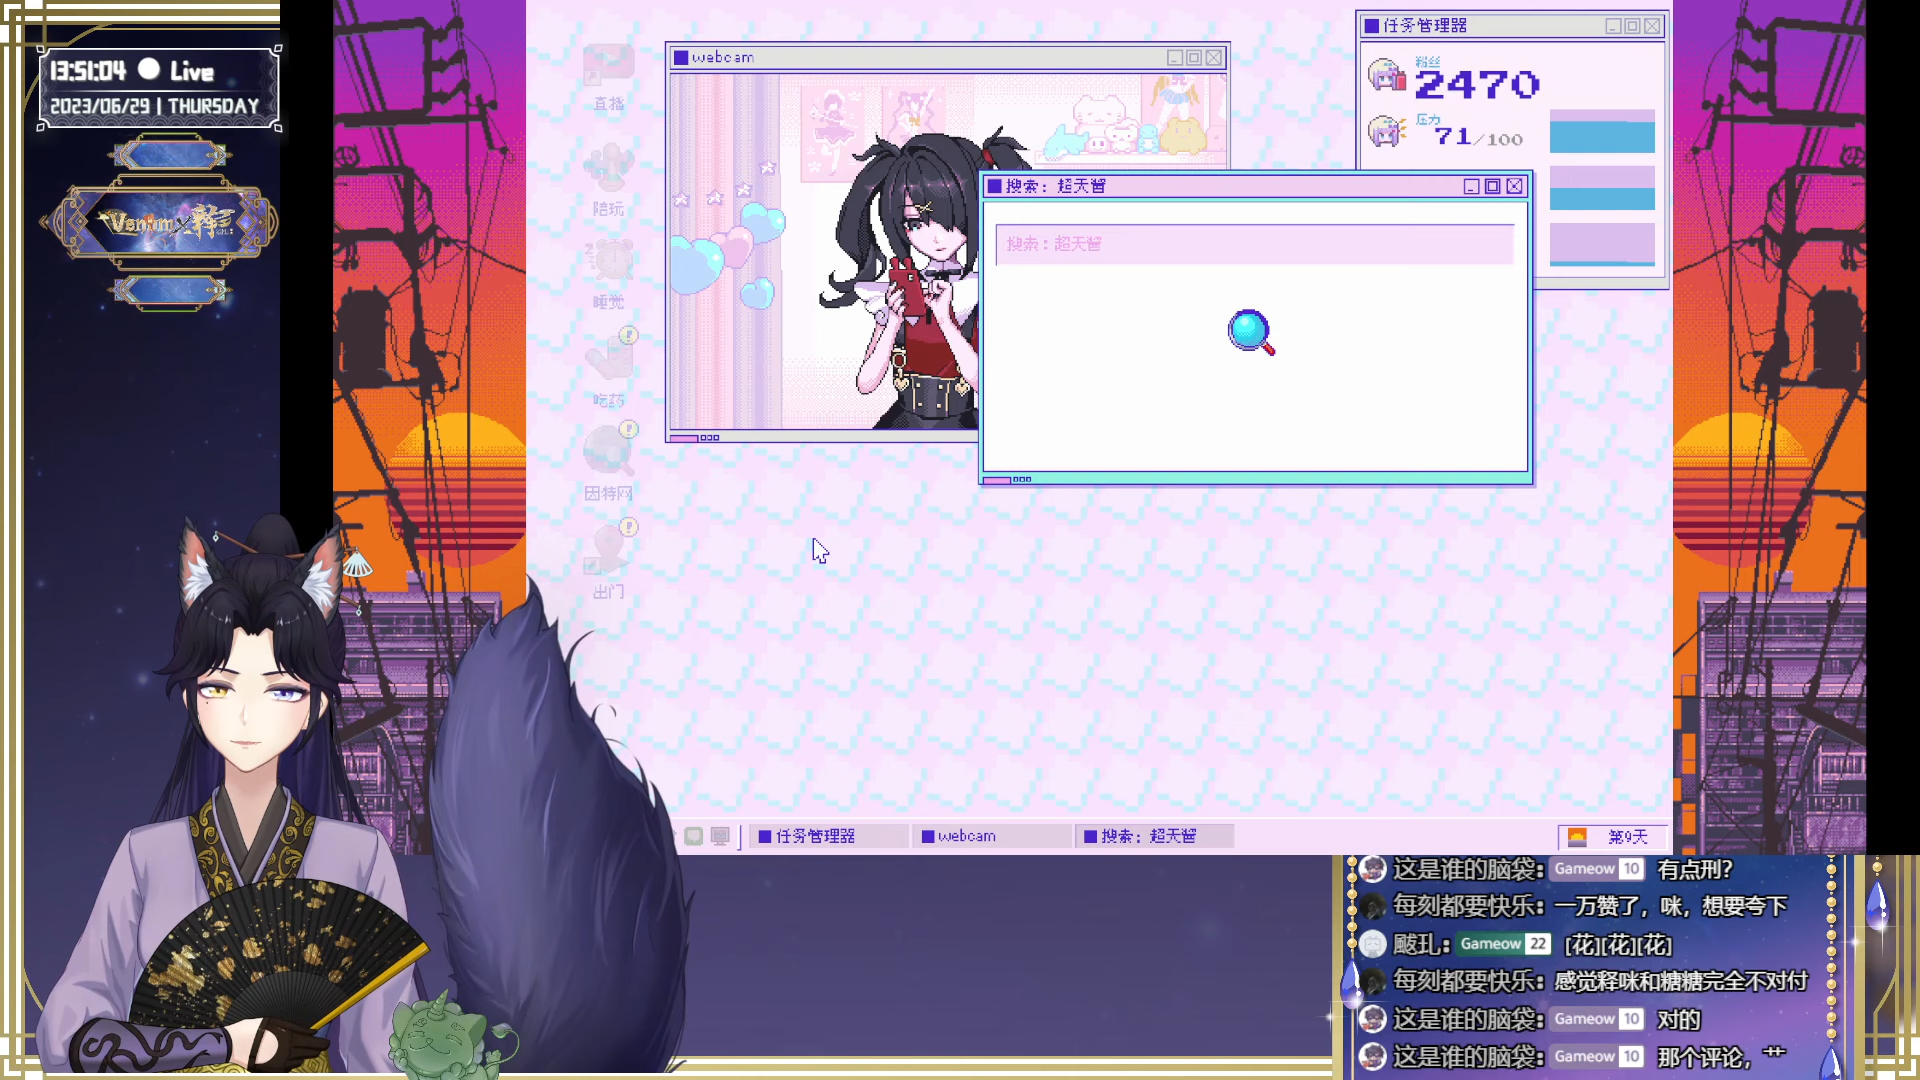 13:51:04 Live
2023/06/29 | THURSDAY
直播
陪玩
睡觉
吃药
因特网
出门
webcam
任务管理器
粉丝
2470
压力
71/100
搜索：超天酱
搜索：超天酱
任务管理器
webcam
搜索：超天酱
第9天
这是谁的脑袋: Gameow 10 有点刑?
每刻都要快乐: 一万赞了，咪，想要夸下
Gameow 22 [花][花][花]
每刻都要快乐: 感觉释咪和糖糖完全不对付
这是谁的脑袋: Gameow 10 对的
这是谁的脑袋: Gameow 10 那个评论，艹